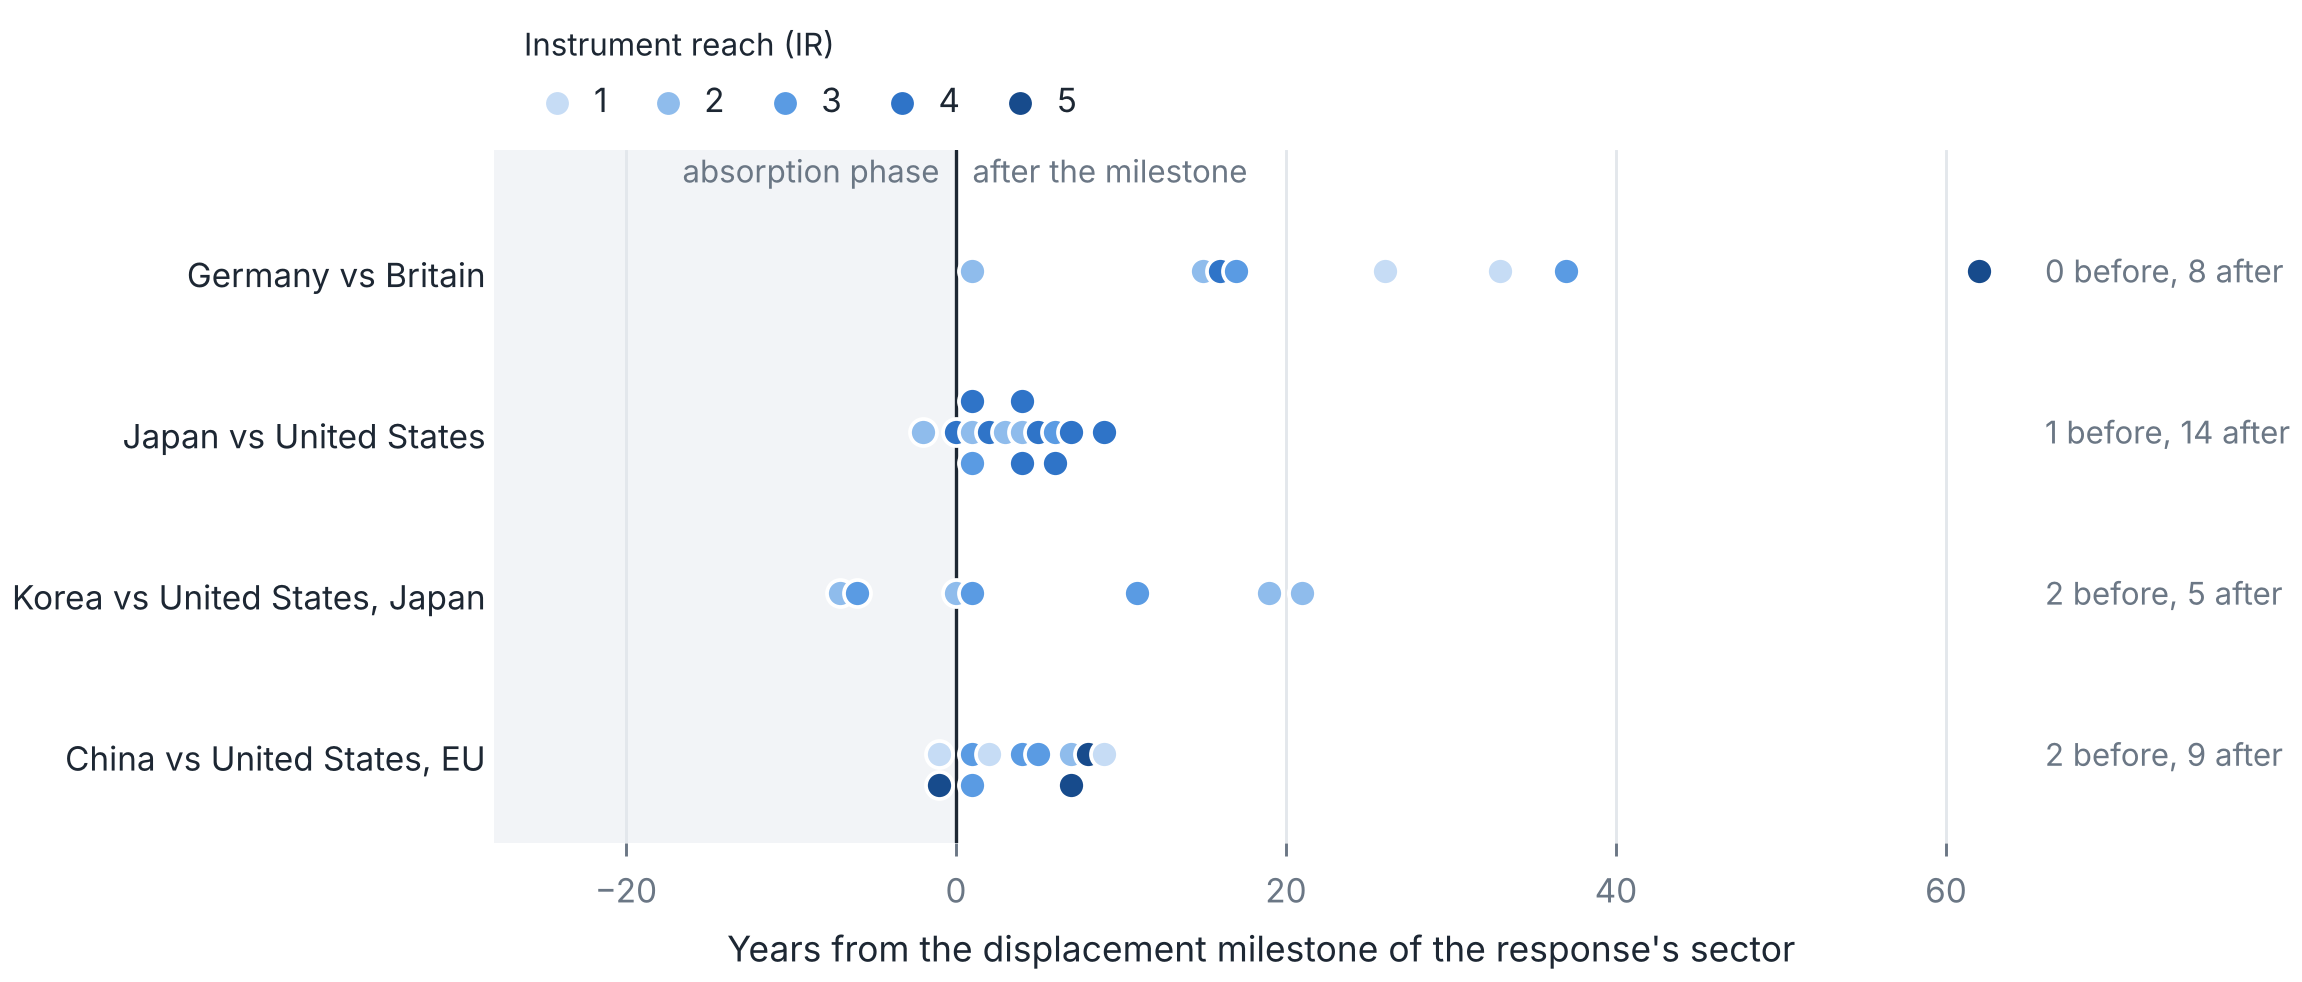 Instrument reach (IR)
1 2 3 4 5
absorption phase after the milestone
Germany vs Britain 0 before, 8 after
Japan vs United States 1 before, 14 after
Korea vs United States, Japan 2 before, 5 after
China vs United States, EU 2 before, 9 after
−20 0 20 40 60
Years from the displacement milestone of the response's sector